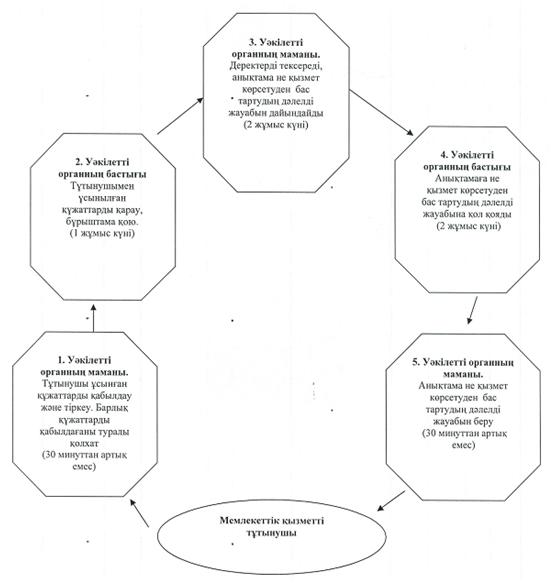 3. Уәкілетті
органның маманы.
Деректерді тексереді,
анықтама не қызмет
көрсетуден бас
тартудың дәлелді
жауабын дайындайды
(2 жұмыс күні)
2. Уәкілетті
органның бастығы
Тұтынушымен
ұсынылған
құжаттарды қарау,
бұрыштама қою.
(1 жұмыс күні)
4. Уәкілетті
органның бастығы
Анықтамаға не
қызмет көрсетуден
бас тартудың дәлелді
жауабына қол қояды
(2 жұмыс күні)
1. Уәкілетті
органның маманы.
Тұтынушы ұсынған
құжаттарды қабылдау
және тіркеу. Барлық
құжаттарды
қабылдағаны туралы
қолхат
(30 минуттан артық
емес)
5. Уәкілетті органның
маманы.
Анықтама не қызмет
көрсетуден бас
тартудың дәлелді
жауабын беру
(30 минуттан артық
емес)
Мемлекеттік қызметті
тұтынушы